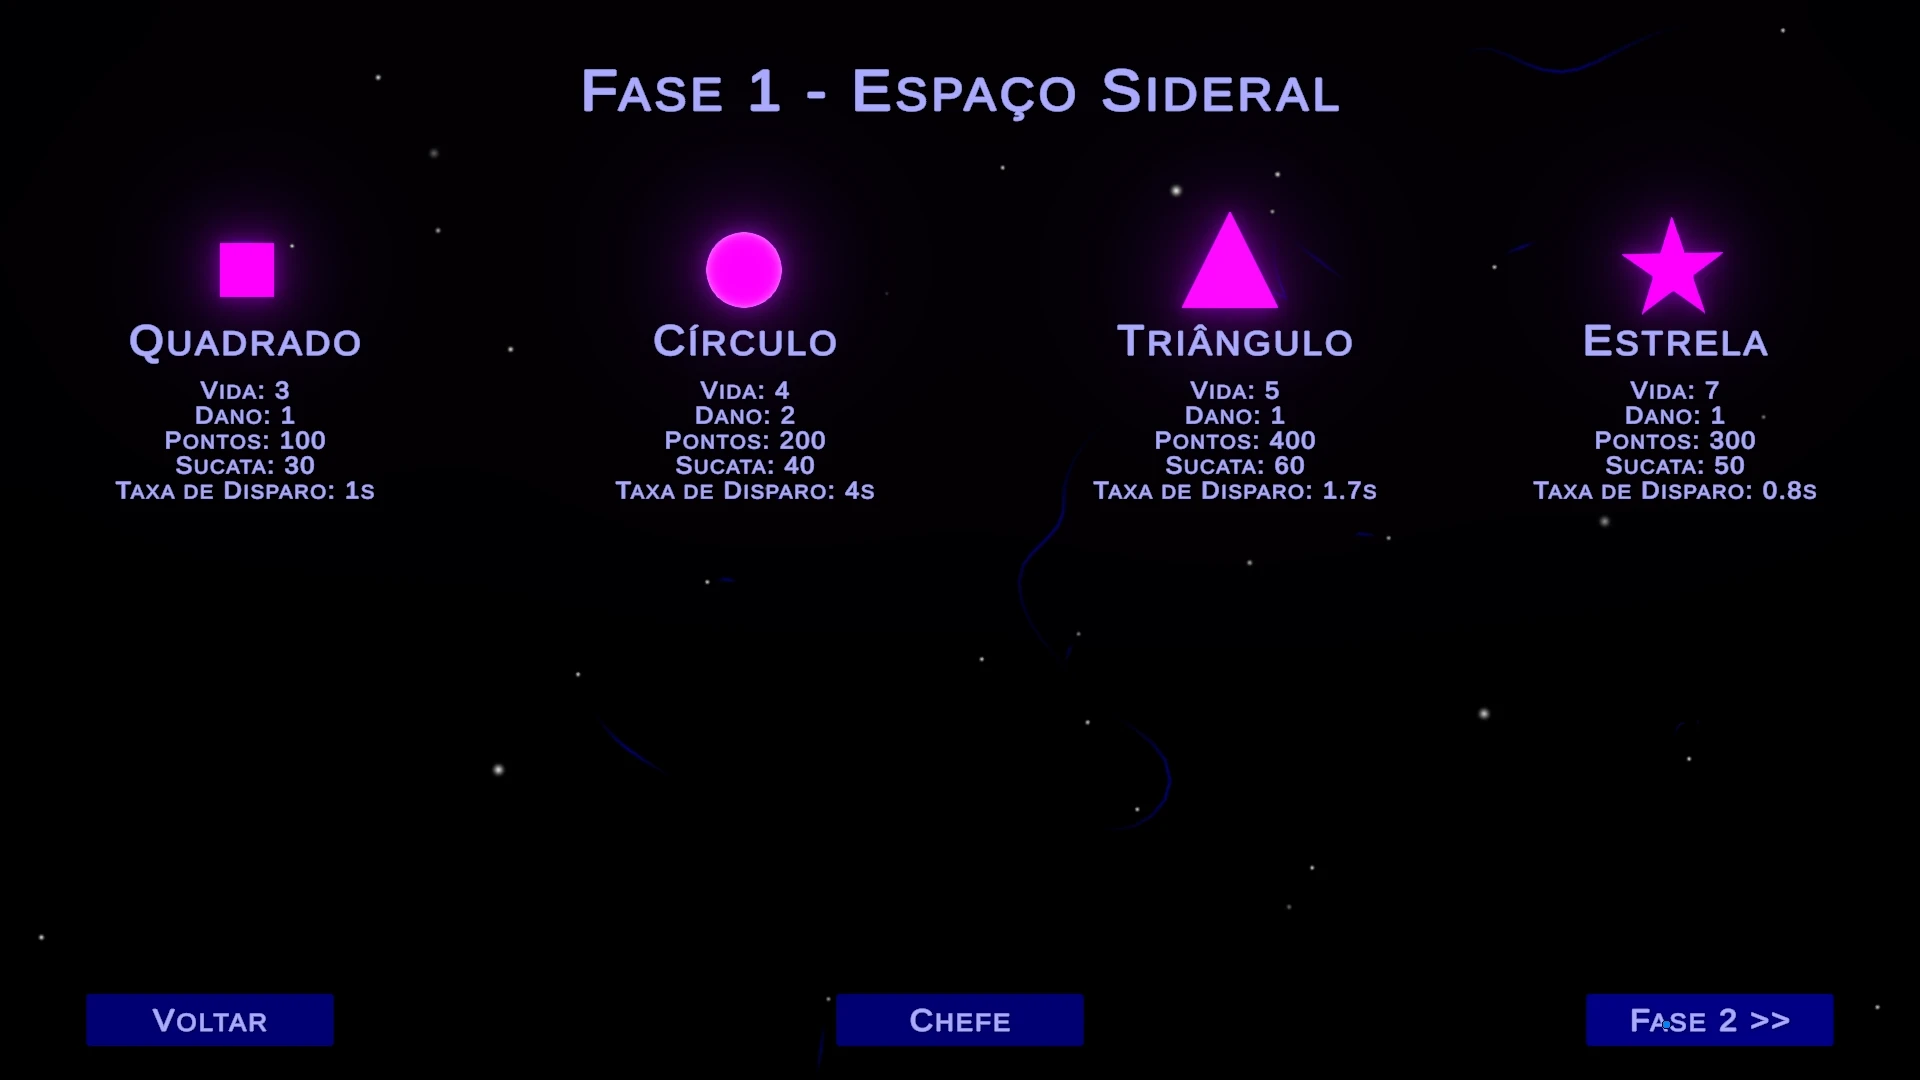 Fase 1 - Espaço Sideral
Quadrado
Vida: 3
Dano: 1
Pontos: 100
Sucata: 30
Taxa de Disparo: 1s
Círculo
Vida: 4
Dano: 2
Pontos: 200
Sucata: 40
Taxa de Disparo: 4s
Triângulo
Vida: 5
Dano: 1
Pontos: 400
Sucata: 60
Taxa de Disparo: 1.7s
Estrela
Vida: 7
Dano: 1
Pontos: 300
Sucata: 50
Taxa de Disparo: 0.8s
Voltar
Chefe
Fase 2 >>